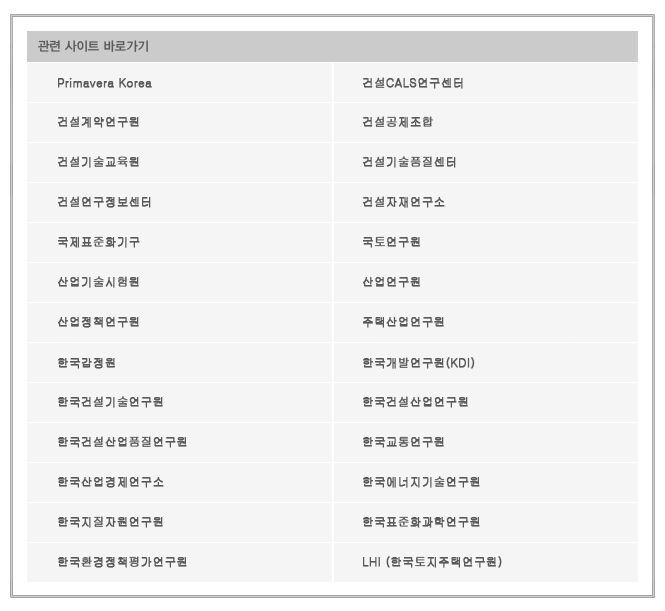 관련 사이트 바로가기
Primavera Korea 건설CALS연구센터
건설계약연구원 건설공제조합
건설기술교육원 건설기술품질센터
건설연구정보센터 건설자재연구소
국제표준화기구 국토연구원
산업기술시험원 산업연구원
산업정책연구원 주택산업연구원
한국감정원 한국개발연구원(KDI)
한국건설기술연구원 한국건설산업연구원
한국건설산업품질연구원 한국교통연구원
한국산업경제연구소 한국에너지기술연구원
한국지질자원연구원 한국표준화과학연구원
한국환경정책평가연구원 LHI (한국토지주택연구원)